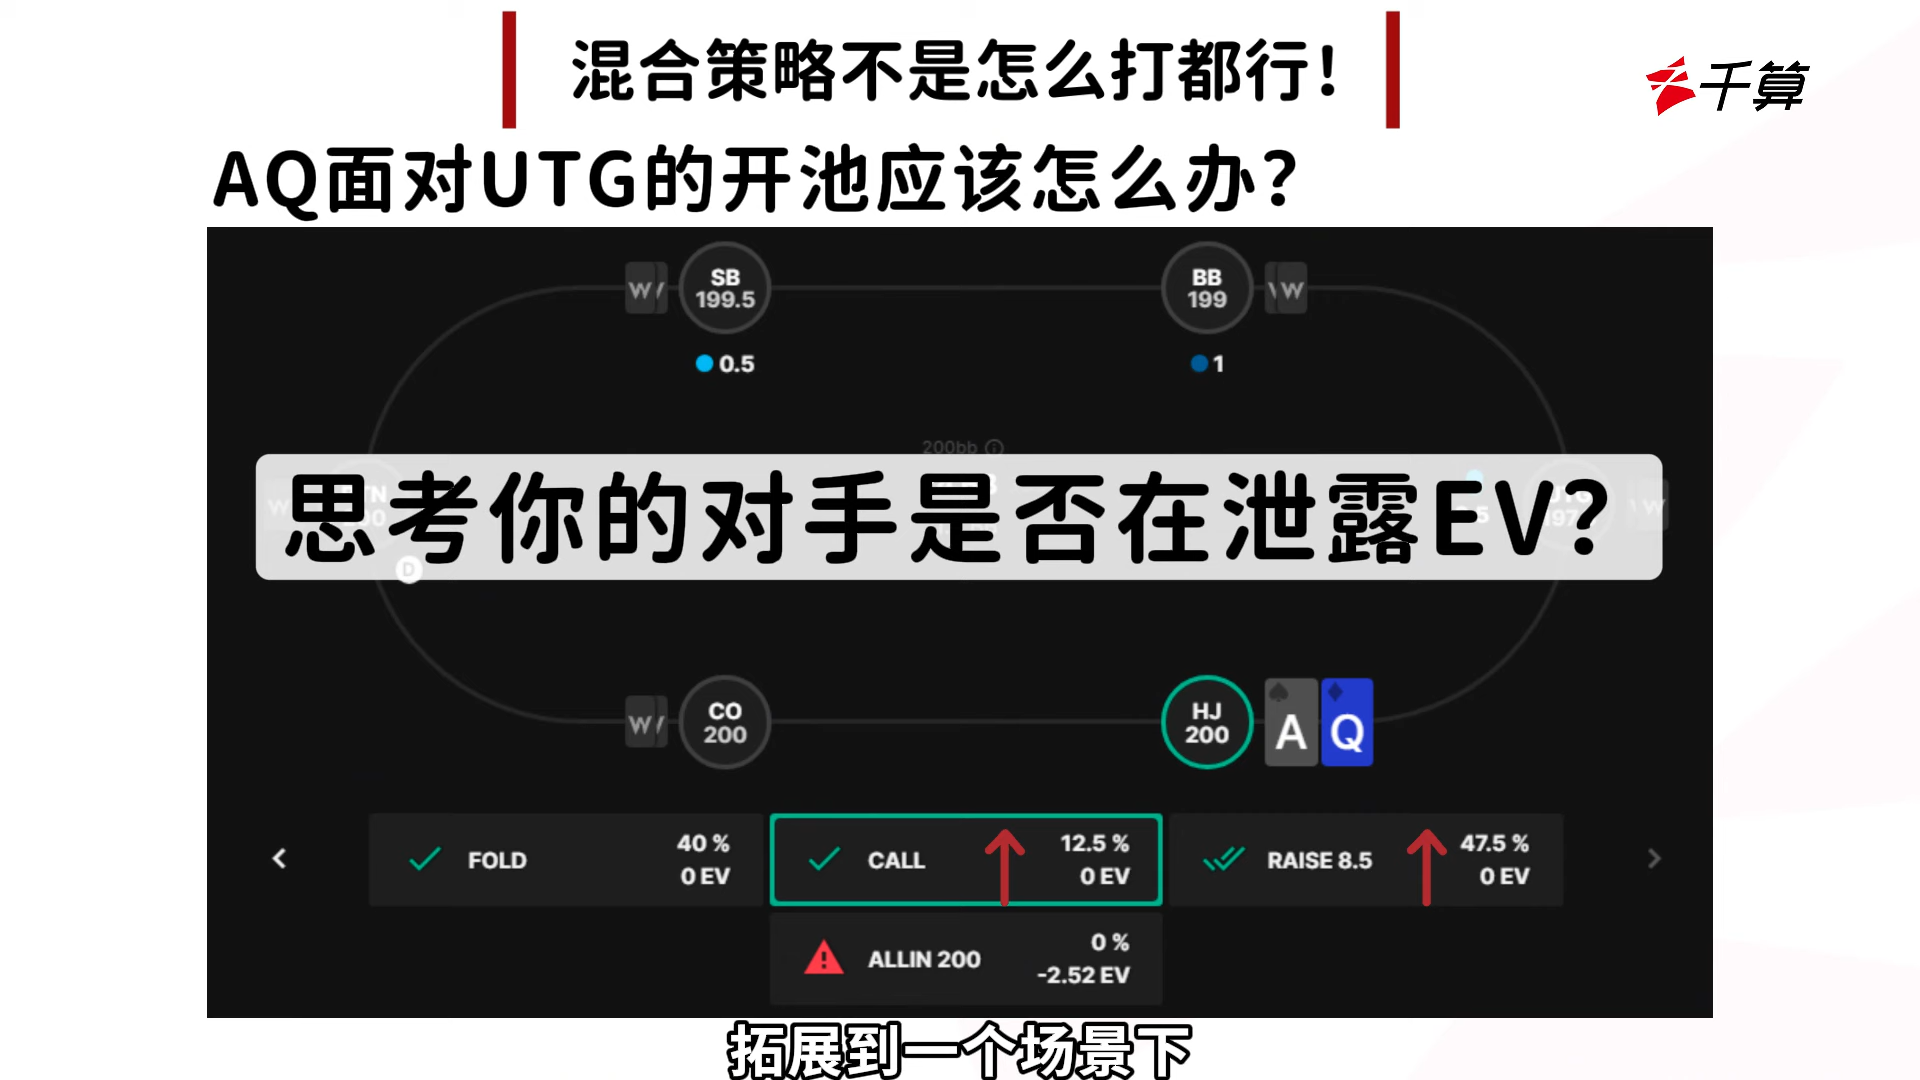 混合策略不是怎么打都行！
千算
AQ面对UTG的开池应该怎么办？
W
SB
199.5
BB
199
W
0.5
1
200bb
思考你的对手是否在泄露EV？
D
W
CO
200
HJ
200
A
Q
FOLD
40 %
0 EV
CALL
12.5 %
0 EV
RAISE 8.5
47.5 %
0 EV
ALLIN 200
0 %
-2.52 EV
拓展到一个场景下